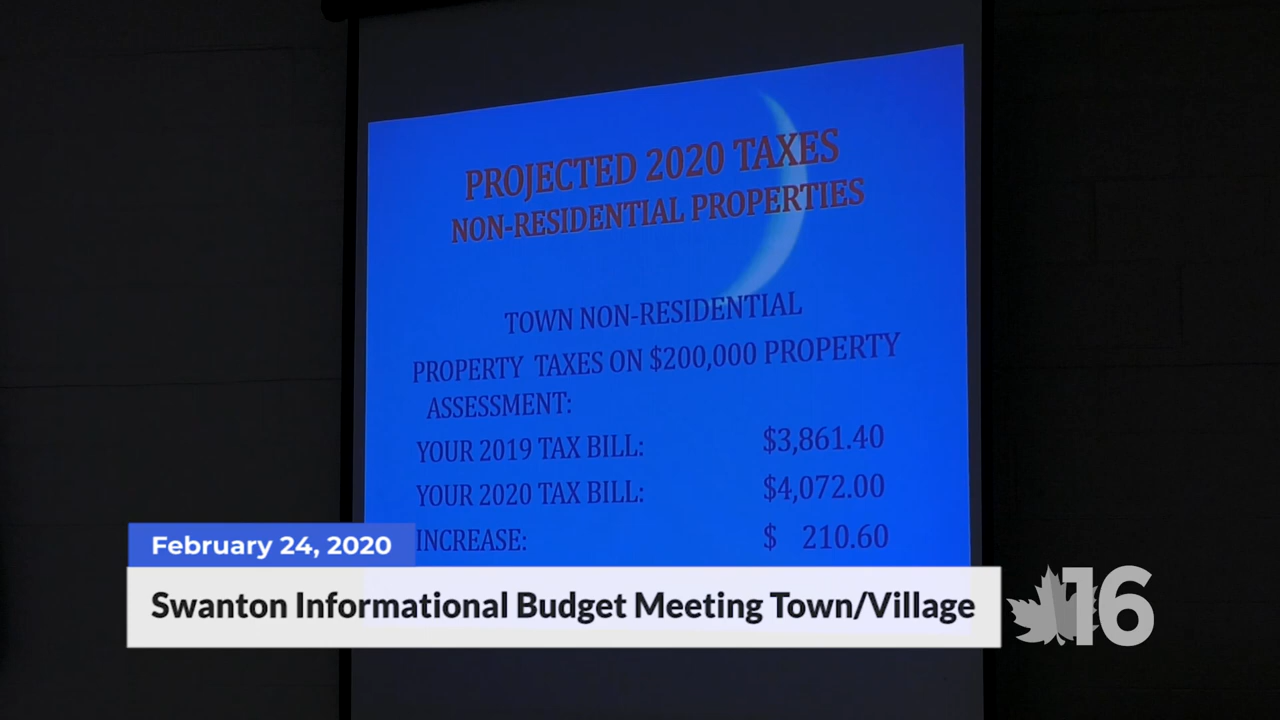 PROJECTED 2020 TAXES
NON-RESIDENTIAL PROPERTIES
TOWN NON-RESIDENTIAL
PROPERTY TAXES ON $200,000 PROPERTY
ASSESSMENT:
YOUR 2019 TAX BILL: $3,861.40
YOUR 2020 TAX BILL: $4,072.00
INCREASE: $ 210.60
February 24, 2020
Swanton Informational Budget Meeting Town/Village
16